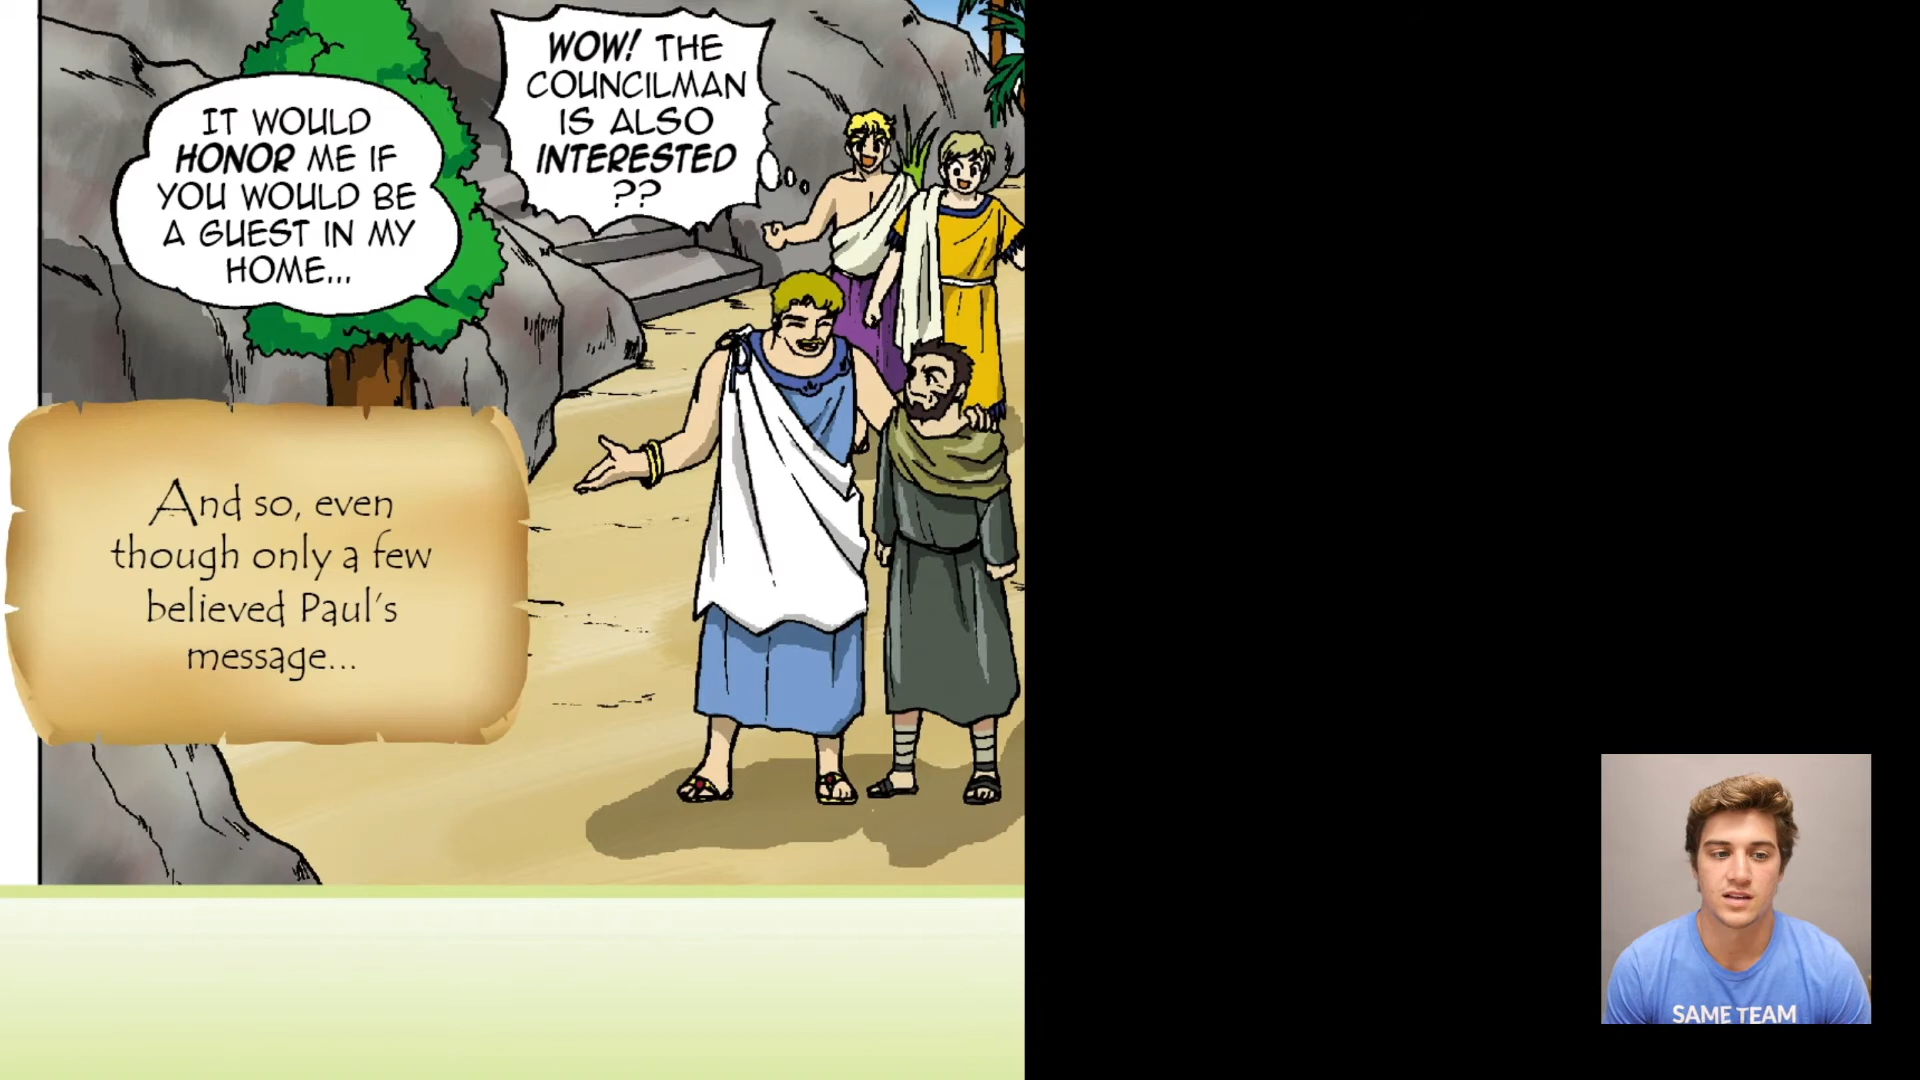 IT WOULD
HONOR ME IF
YOU WOULD BE
A GUEST IN MY
HOME...
WOW! THE
COUNCILMAN
IS ALSO
INTERESTED
??
And so, even
though only a few
believed Paul's
message...
SAME TEAM